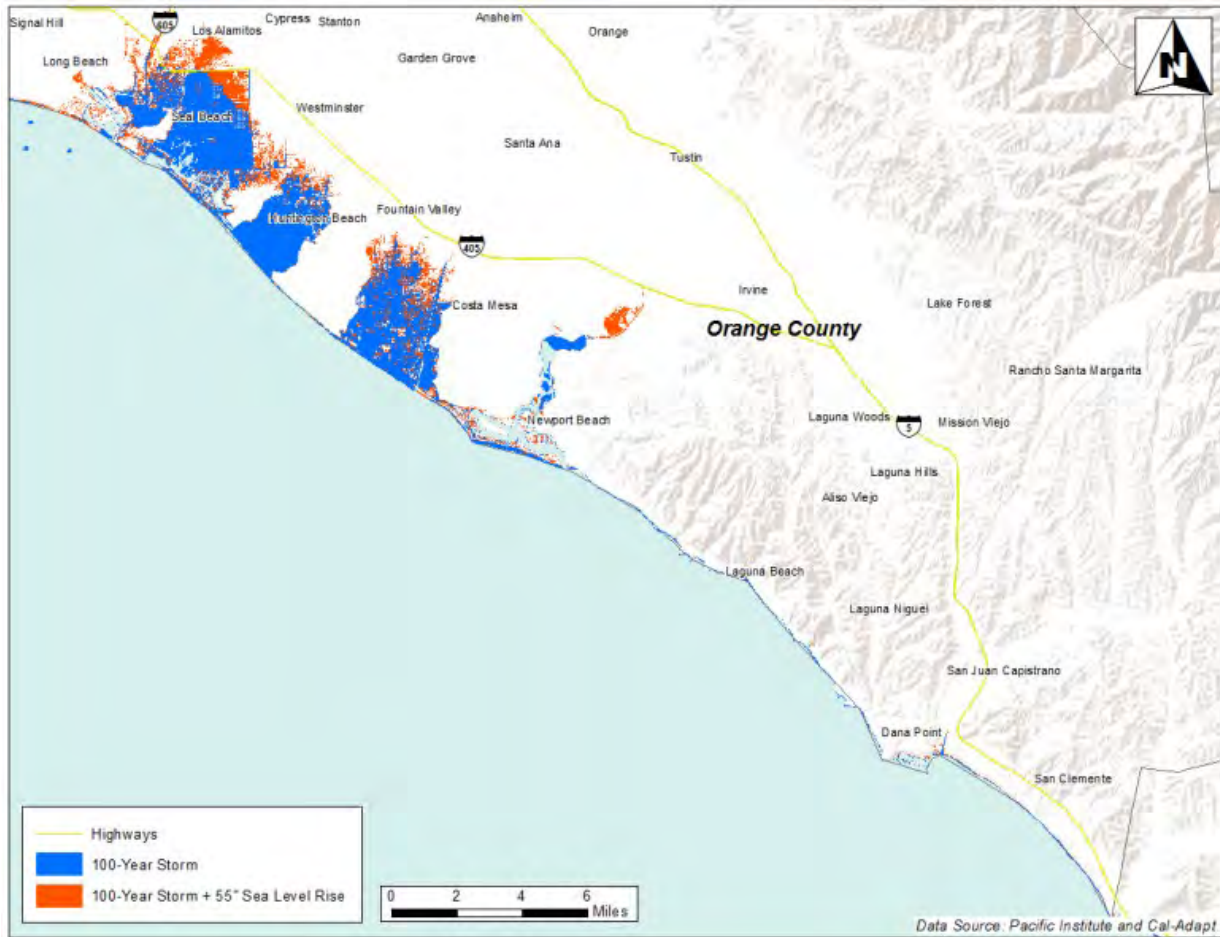 Signal Hill
405
Cypress
Stanton
Anaheim
Orange
Los Alamitos
Long Beach
Garden Grove
N
Seal Beach
Westminster
Santa Ana
Tustin
Huntington Beach
Fountain Valley
405
Irvine
Costa Mesa
Lake Forest
Orange County
Rancho Santa Margarita
Newport Beach
Laguna Woods
5
Mission Viejo
Laguna Hills
Aliso Viejo
Laguna Beach
Laguna Niguel
San Juan Capistrano
Dana Point
San Clemente
Highways
100-Year Storm
100-Year Storm + 55" Sea Level Rise
0 2 4 6
Miles
Data Source: Pacific Institute and Cal-Adapt